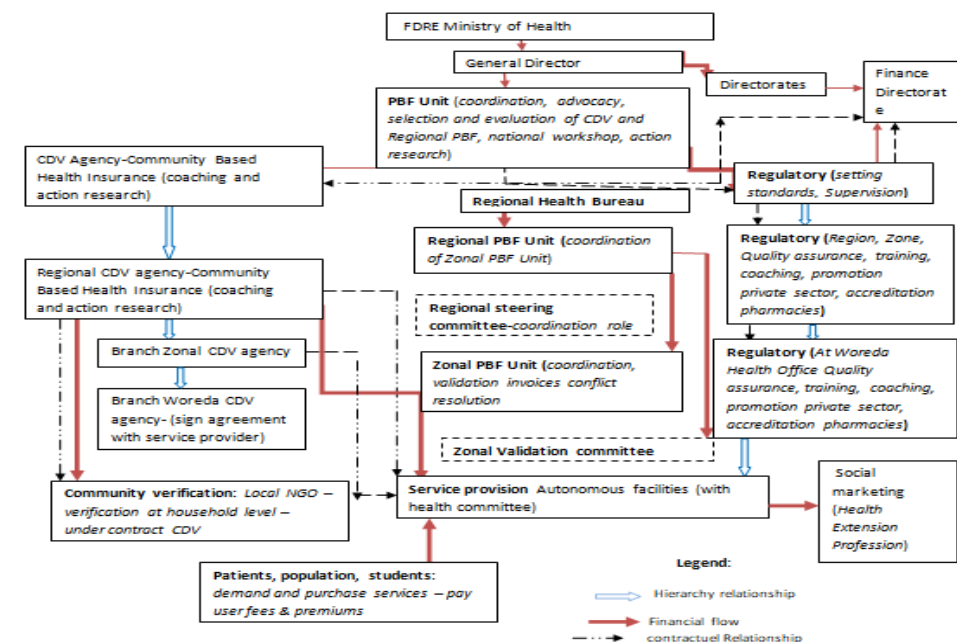 FDRE Ministry of Health
General Director
Directorates
Finance
Directorat
e
PBF Unit (coordination, advocacy,
selection and evaluation of CDV and
Regional PBF, national workshop, action
research)
CDV Agency-Community Based
Health Insurance (coaching and
action research)
Regulatory (setting
standards, Supervision)
Regional Health Bureau
Regional PBF Unit (coordination
of Zonal PBF Unit)
Regulatory (Region, Zone,
Quality assurance, training,
coaching, promotion
private sector, accreditation
pharmacies)
Regional CDV agency-Community
Based Health Insurance (coaching
and action research)
Regional steering
committee-coordination role
Branch Zonal CDV agency
Zonal PBF Unit (coordination,
validation invoices conflict
resolution
Regulatory (At Woreda
Health Office Quality
assurance, training, coaching,
promotion private sector,
accreditation pharmacies)
Branch Woreda CDV
agency- (sign agreement
with service provider)
Zonal Validation committee
Community verification: Local NGO –
verification at household level –
under contract CDV
Service provision Autonomous facilities (with
health committee)
Social
marketing
(Health
Extension
Profession)
Patients, population, students:
demand and purchase services – pay
user fees & premiums
Legend:
Hierarchy relationship
Financial flow
contractuel Relationship